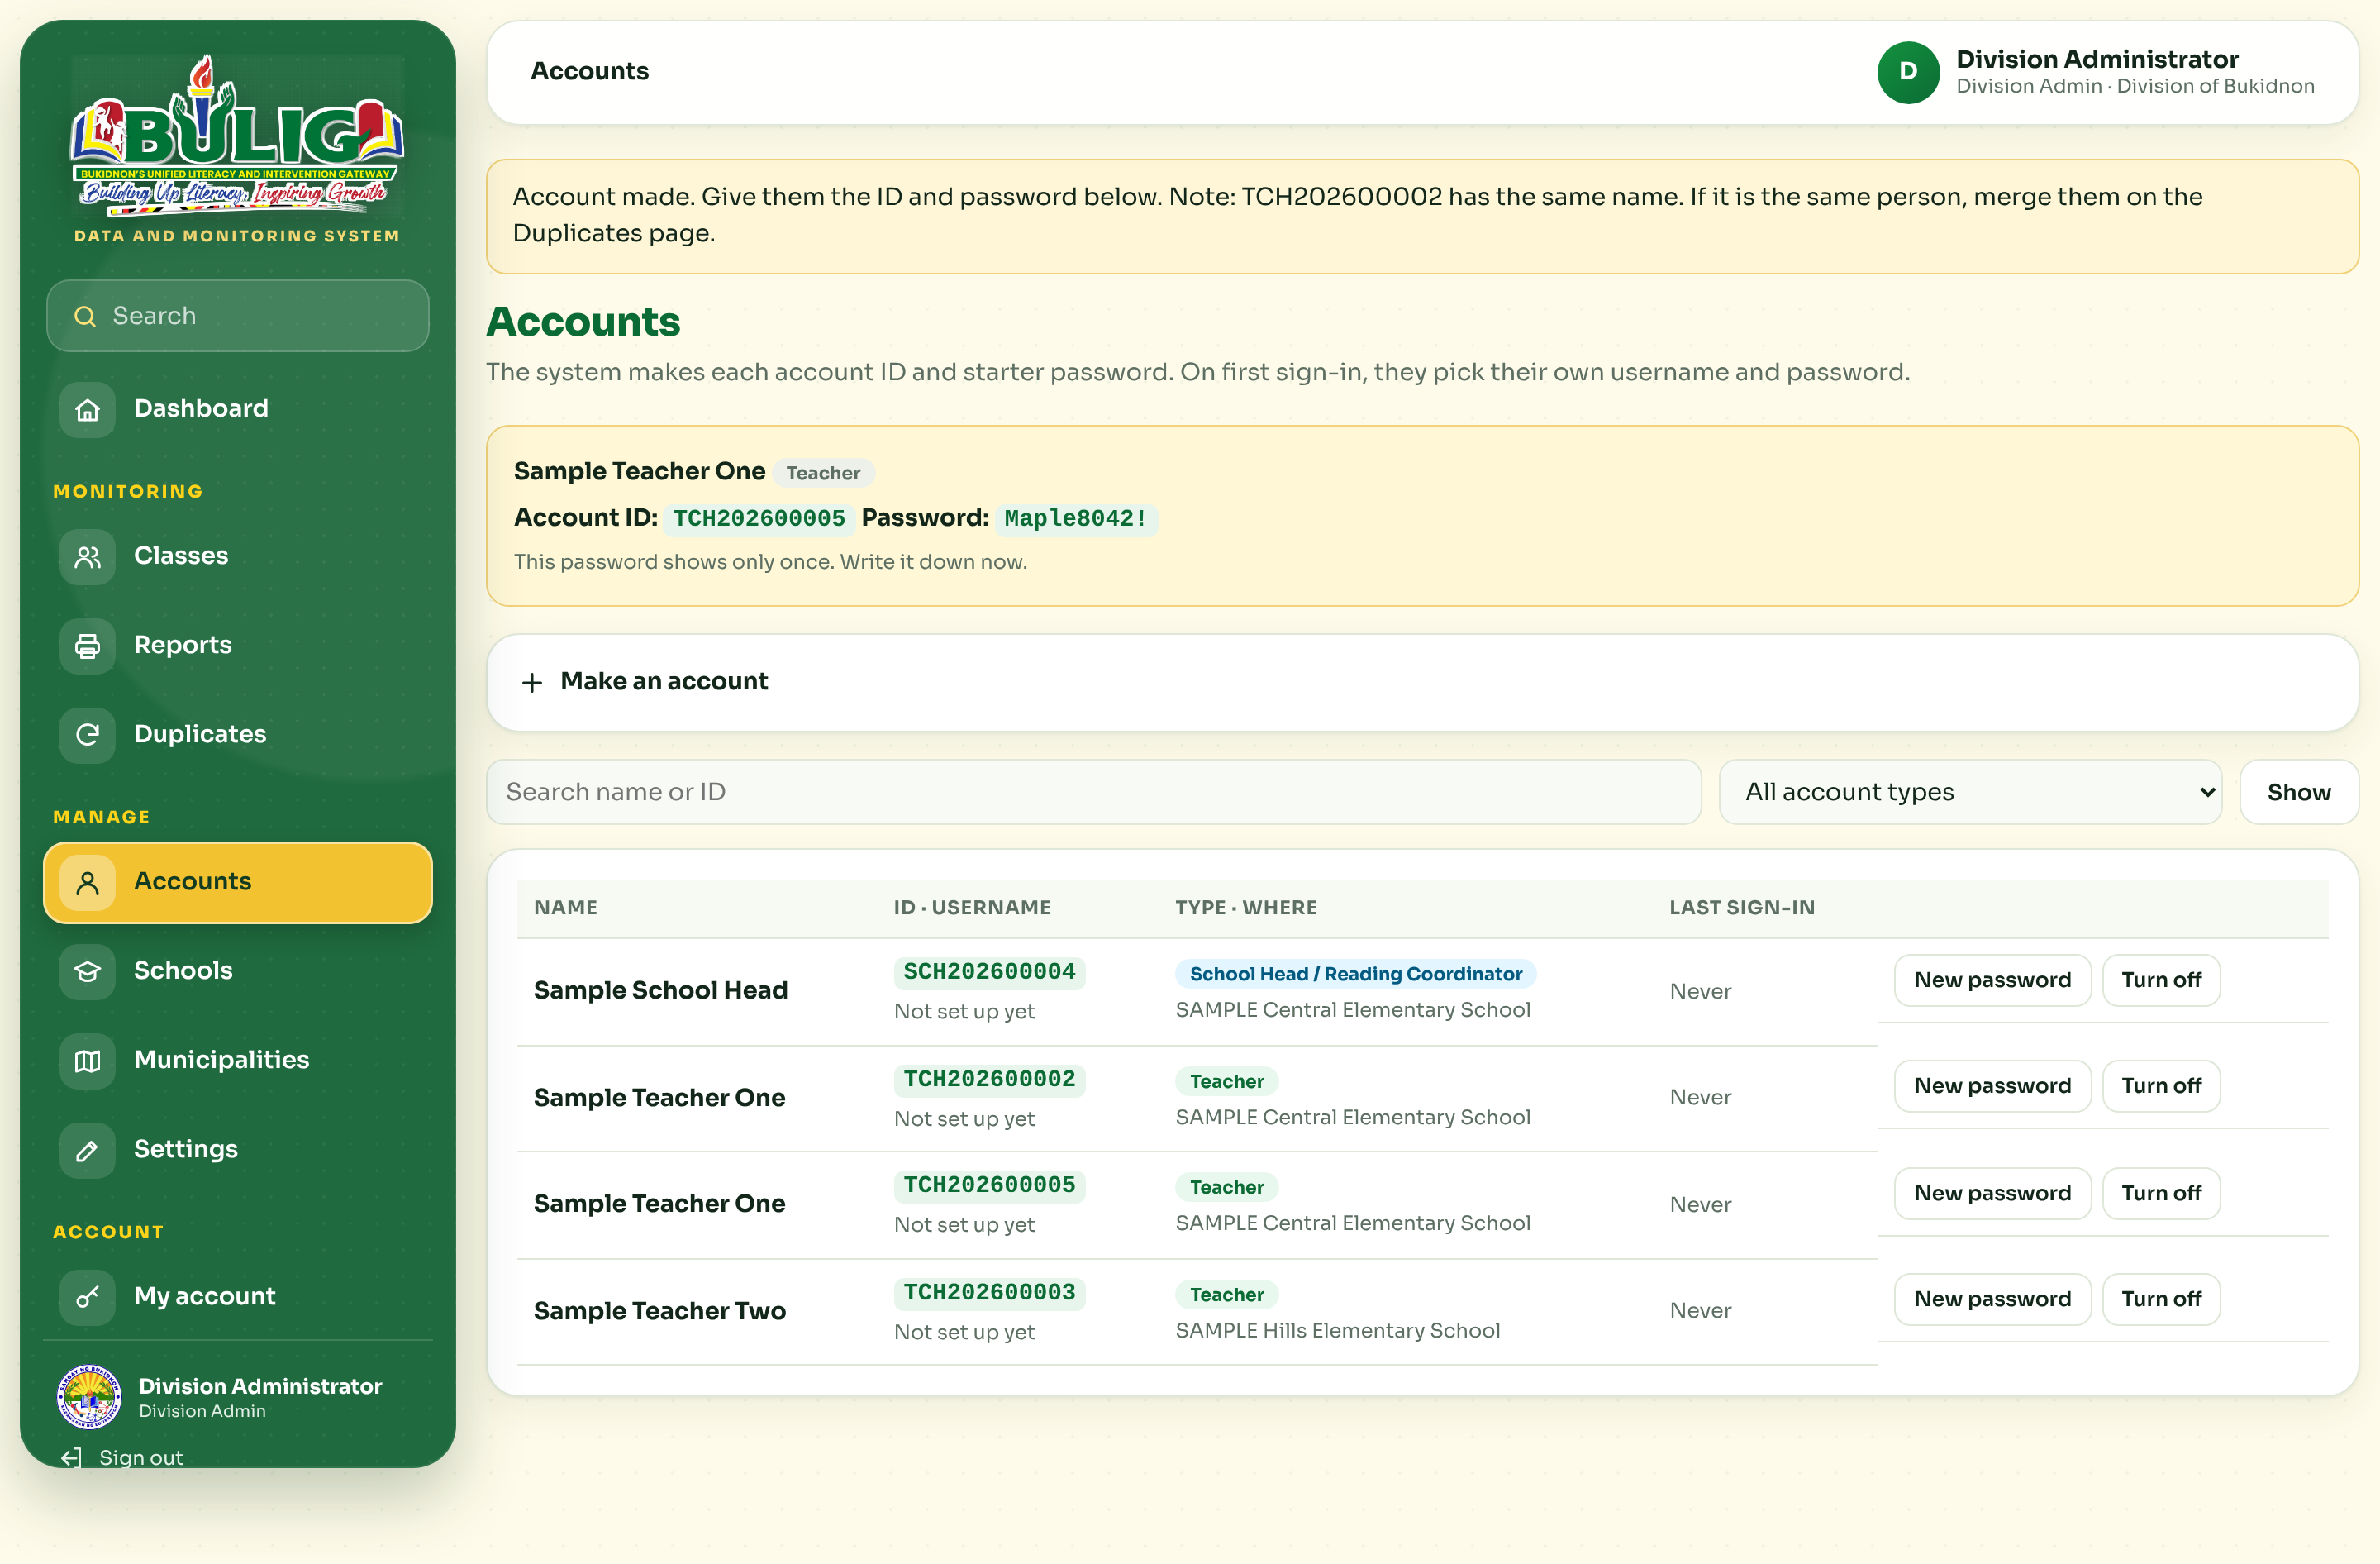 BULIG
BUKIDNON'S UNIFIED LITERACY AND INTERVENTION GATEWAY
Building Up Literacy, Inspiring Growth
DATA AND MONITORING SYSTEM
Search
Dashboard
MONITORING
Classes
Reports
Duplicates
MANAGE
Accounts
Schools
Municipalities
Settings
ACCOUNT
My account
Division Administrator
Division Admin
Sign out
Accounts
D
Division Administrator
Division Admin · Division of Bukidnon
Account made. Give them the ID and password below. Note: TCH202600002 has the same name. If it is the same person, merge them on the
Duplicates page.
Accounts
The system makes each account ID and starter password. On first sign-in, they pick their own username and password.
Sample Teacher One Teacher
Account ID: TCH202600005 Password: Maple8042!
This password shows only once. Write it down now.
+ Make an account
Search name or ID
All account types
Show
NAME ID · USERNAME TYPE · WHERE LAST SIGN-IN
Sample School Head SCH202600004 School Head / Reading Coordinator Never New password Turn off
Not set up yet SAMPLE Central Elementary School
Sample Teacher One TCH202600002 Teacher Never New password Turn off
Not set up yet SAMPLE Central Elementary School
Sample Teacher One TCH202600005 Teacher Never New password Turn off
Not set up yet SAMPLE Central Elementary School
Sample Teacher Two TCH202600003 Teacher Never New password Turn off
Not set up yet SAMPLE Hills Elementary School